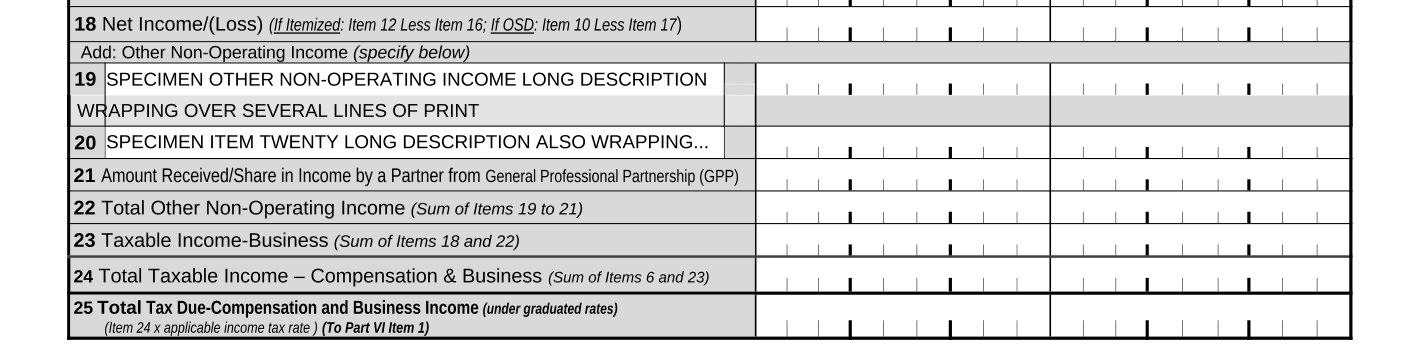 18 Net Income/(Loss) (If Itemized: Item 12 Less Item 16; If OSD: Item 10 Less Item 17)
Add: Other Non-Operating Income (specify below)
19 SPECIMEN OTHER NON-OPERATING INCOME LONG DESCRIPTION
WRAPPING OVER SEVERAL LINES OF PRINT
20 SPECIMEN ITEM TWENTY LONG DESCRIPTION ALSO WRAPPING...
21 Amount Received/Share in Income by a Partner from General Professional Partnership (GPP)
22 Total Other Non-Operating Income (Sum of Items 19 to 21)
23 Taxable Income-Business (Sum of Items 18 and 22)
24 Total Taxable Income – Compensation & Business (Sum of Items 6 and 23)
25 Total Tax Due-Compensation and Business Income (under graduated rates)
(Item 24 x applicable income tax rate ) (To Part VI Item 1)